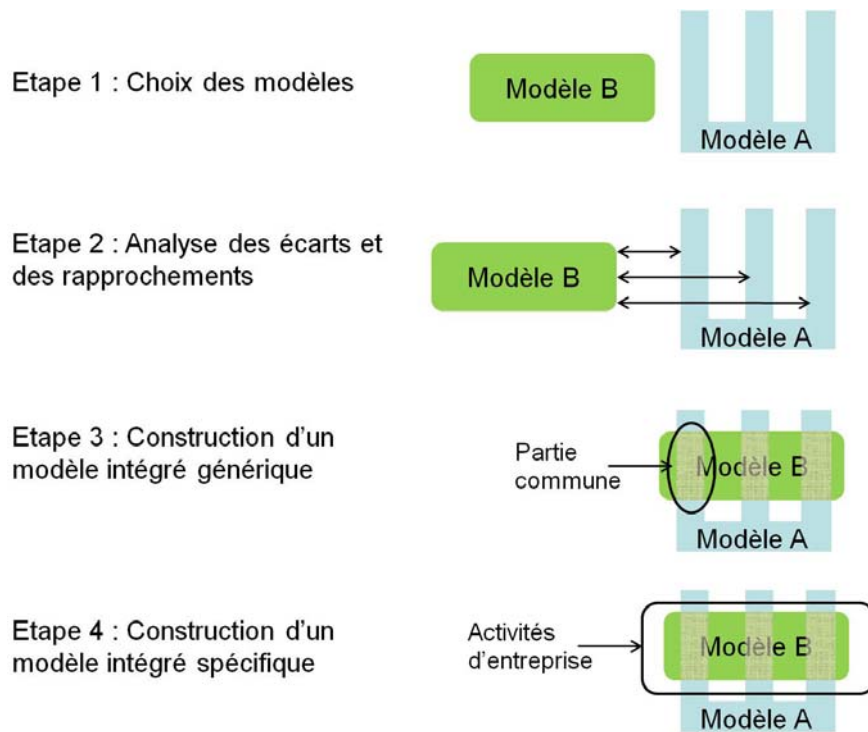 Etape 1 : Choix des modèles
Modèle B
Modèle A
Etape 2 : Analyse des écarts et
des rapprochements
Modèle B
Modèle A
Etape 3 : Construction d’un
modèle intégré générique
Partie
commune
Modèle B
Modèle A
Etape 4 : Construction d’un
modèle intégré spécifique
Activités
d’entreprise
Modèle B
Modèle A